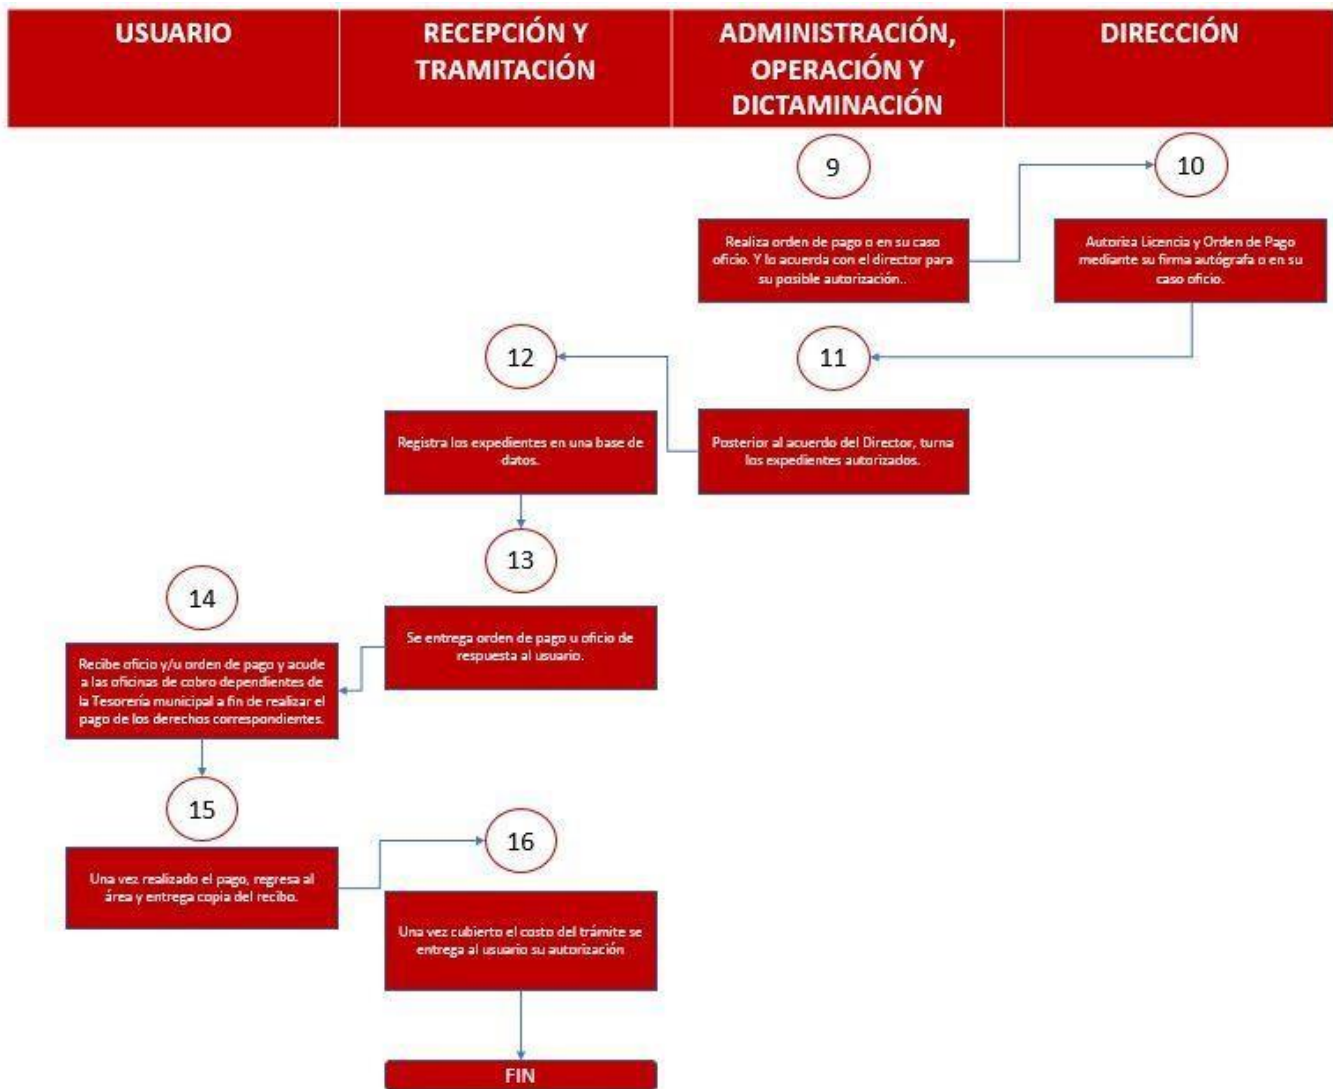 USUARIO
RECEPCIÓN Y
TRAMITACIÓN
ADMINISTRACIÓN,
OPERACIÓN Y
DICTAMINACIÓN
DIRECCIÓN
9
Realiza orden de pago o en su caso
oficio. Y lo acuerda con el director para
su posible autorización..
10
Autoriza Licencia y Orden de Pago
mediante su firma autógrafa o en su
caso oficio.
11
Posterior al acuerdo del Director, turna
los expedientes autorizados.
12
Registra los expedientes en una base de
datos.
13
Se entrega orden de pago u oficio de
respuesta al usuario.
14
Recibe oficio y/u orden de pago y acude
a las oficinas de cobro dependientes de
la Tesorería municipal a fin de realizar el
pago de los derechos correspondientes.
15
Una vez realizado el pago, regresa al
área y entrega copia del recibo.
16
Una vez cubierto el costo del trámite se
entrega al usuario su autorización
FIN